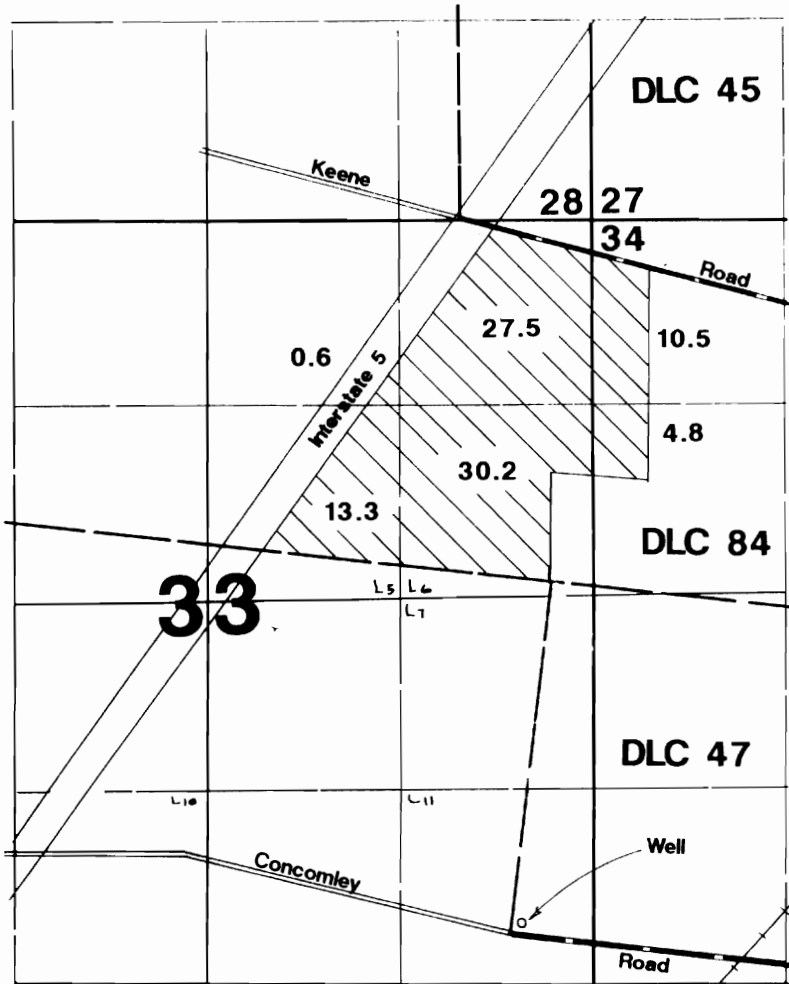 DLC 45
Keene
28 27
34
Road
27.5
10.5
0.6
Interstate 5
4.8
30.2
13.3
DLC 84
33
L5 L6
L7
DLC 47
L10
L11
Well
Concomley
Road